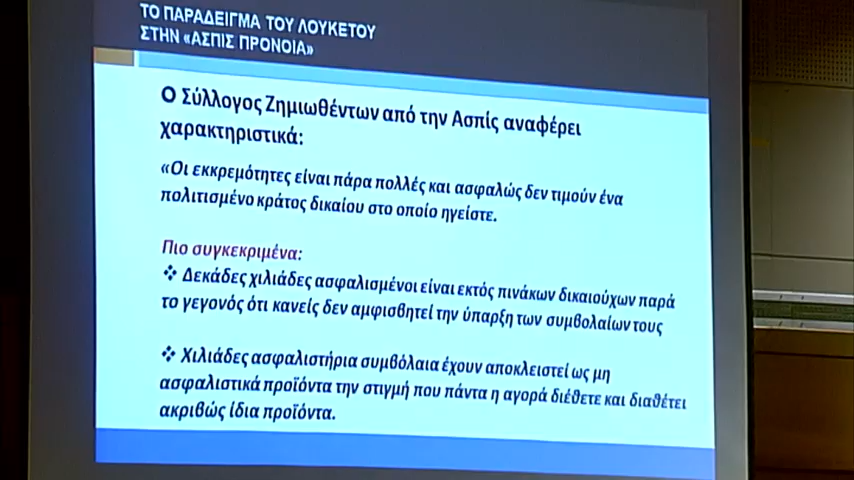 ΤΟ ΠΑΡΑΔΕΙΓΜΑ ΤΟΥ ΛΟΥΚΕΤΟΥ
ΣΤΗΝ «ΑΣΠΙΣ ΠΡΟΝΟΙΑ»
Ο Σύλλογος Ζημιωθέντων από την Ασπίς αναφέρει
χαρακτηριστικά:
«Οι εκκρεμότητες είναι πάρα πολλές και ασφαλώς δεν τιμούν ένα
πολιτισμένο κράτος δικαίου στο οποίο ηγείστε.
Πιο συγκεκριμένα:
❖ Δεκάδες χιλιάδες ασφαλισμένοι είναι εκτός πινάκων δικαιούχων παρά
το γεγονός ότι κανείς δεν αμφισβητεί την ύπαρξη των συμβολαίων τους
❖ Χιλιάδες ασφαλιστήρια συμβόλαια έχουν αποκλειστεί ως μη
ασφαλιστικά προϊόντα την στιγμή που πάντα η αγορά διέθετε και διαθέτει
ακριβώς ίδια προϊόντα.